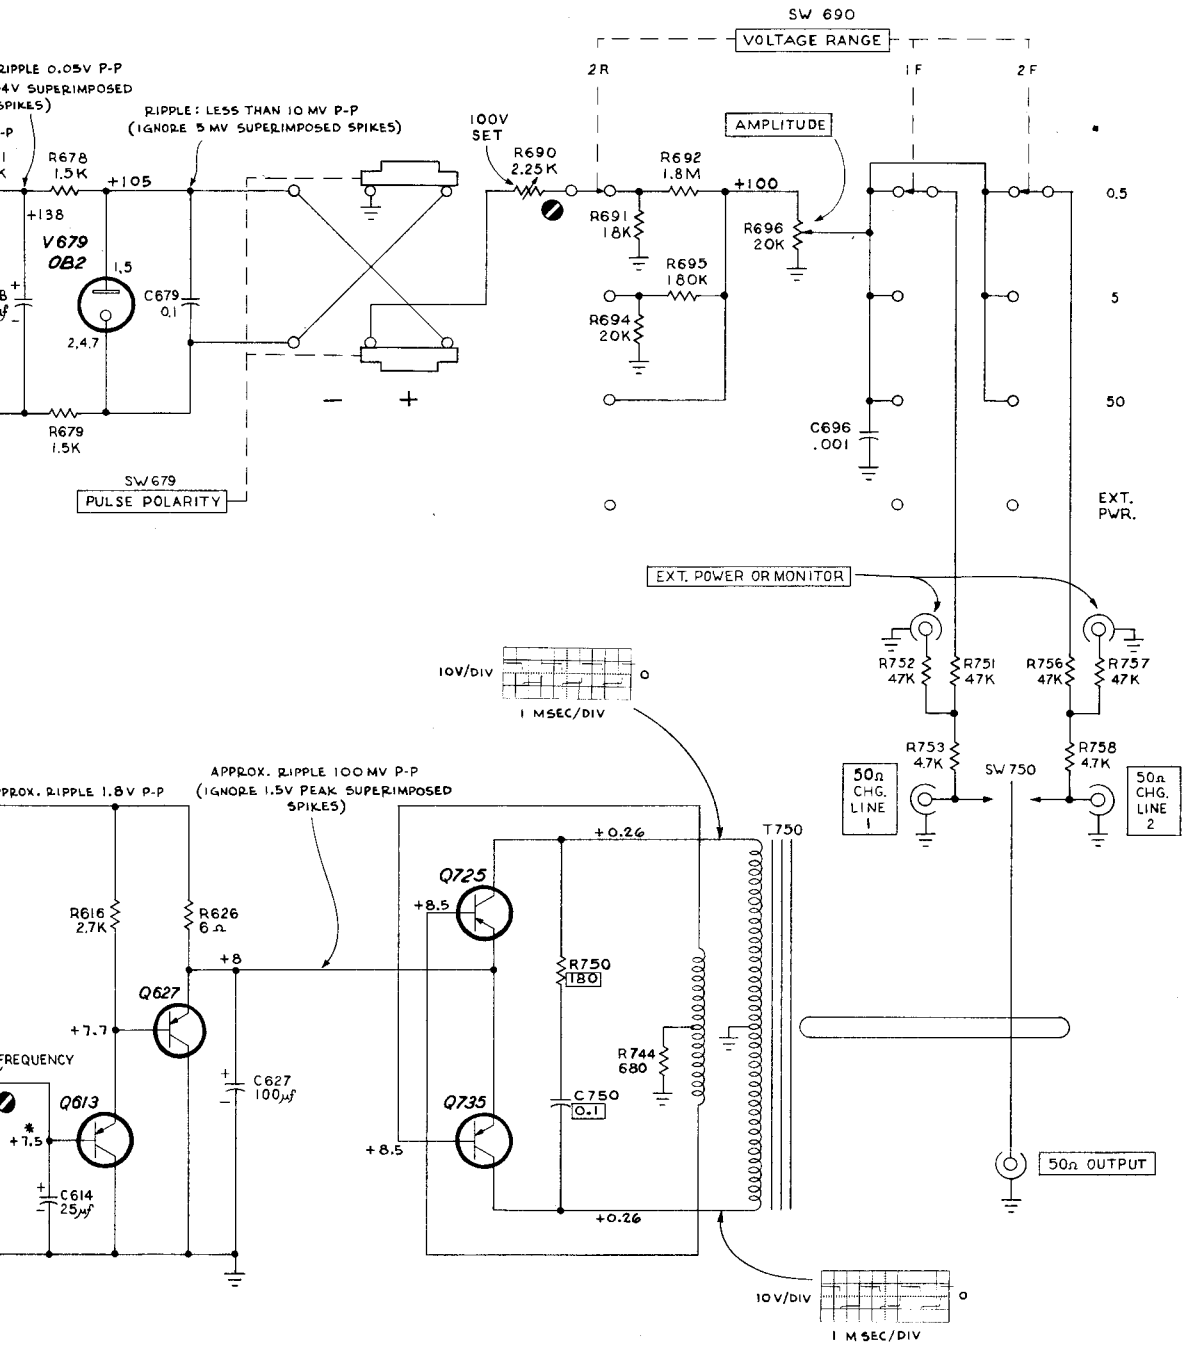 SW 690
VOLTAGE RANGE
2R
1F
2F
RIPPLE 0.05V P-P
4V SUPERIMPOSED
SPIKES)
RIPPLE: LESS THAN 10 MV P-P
(IGNORE 5 MV SUPERIMPOSED SPIKES)
100V
SET
AMPLITUDE
-P
R678
1.5K
+105
R690
2.25K
R692
1.8M
+100
0.5
+138
V679
OB2
1,5
R691
18K
R696
20K
R695
180K
C679
0.1
5
R694
20K
2,4,7
- +
50
R679
1.5K
C696
.001
SW679
PULSE POLARITY
EXT.
PWR.
EXT. POWER OR MONITOR
10V/DIV
0
1 MSEC/DIV
R752
47K
R751
47K
R756
47K
R757
47K
R753
4.7K
R758
4.7K
SW750
50Ω
CHG.
LINE
1
50Ω
CHG.
LINE
2
PPROX. RIPPLE 1.8V P-P
APPROX. RIPPLE 100 MV P-P
(IGNORE 1.5V PEAK SUPERIMPOSED
SPIKES)
+0.26
T750
Q725
+8.5
R616
2.7K
R626
6Ω
+8
R750
180
Q627
+7.7
R744
680
FREQUENCY
C627
100µf
C750
0.1
Q613
Q735
*
+7.5
+8.5
C614
25µf
50Ω OUTPUT
+0.26
10V/DIV
0
1 MSEC/DIV